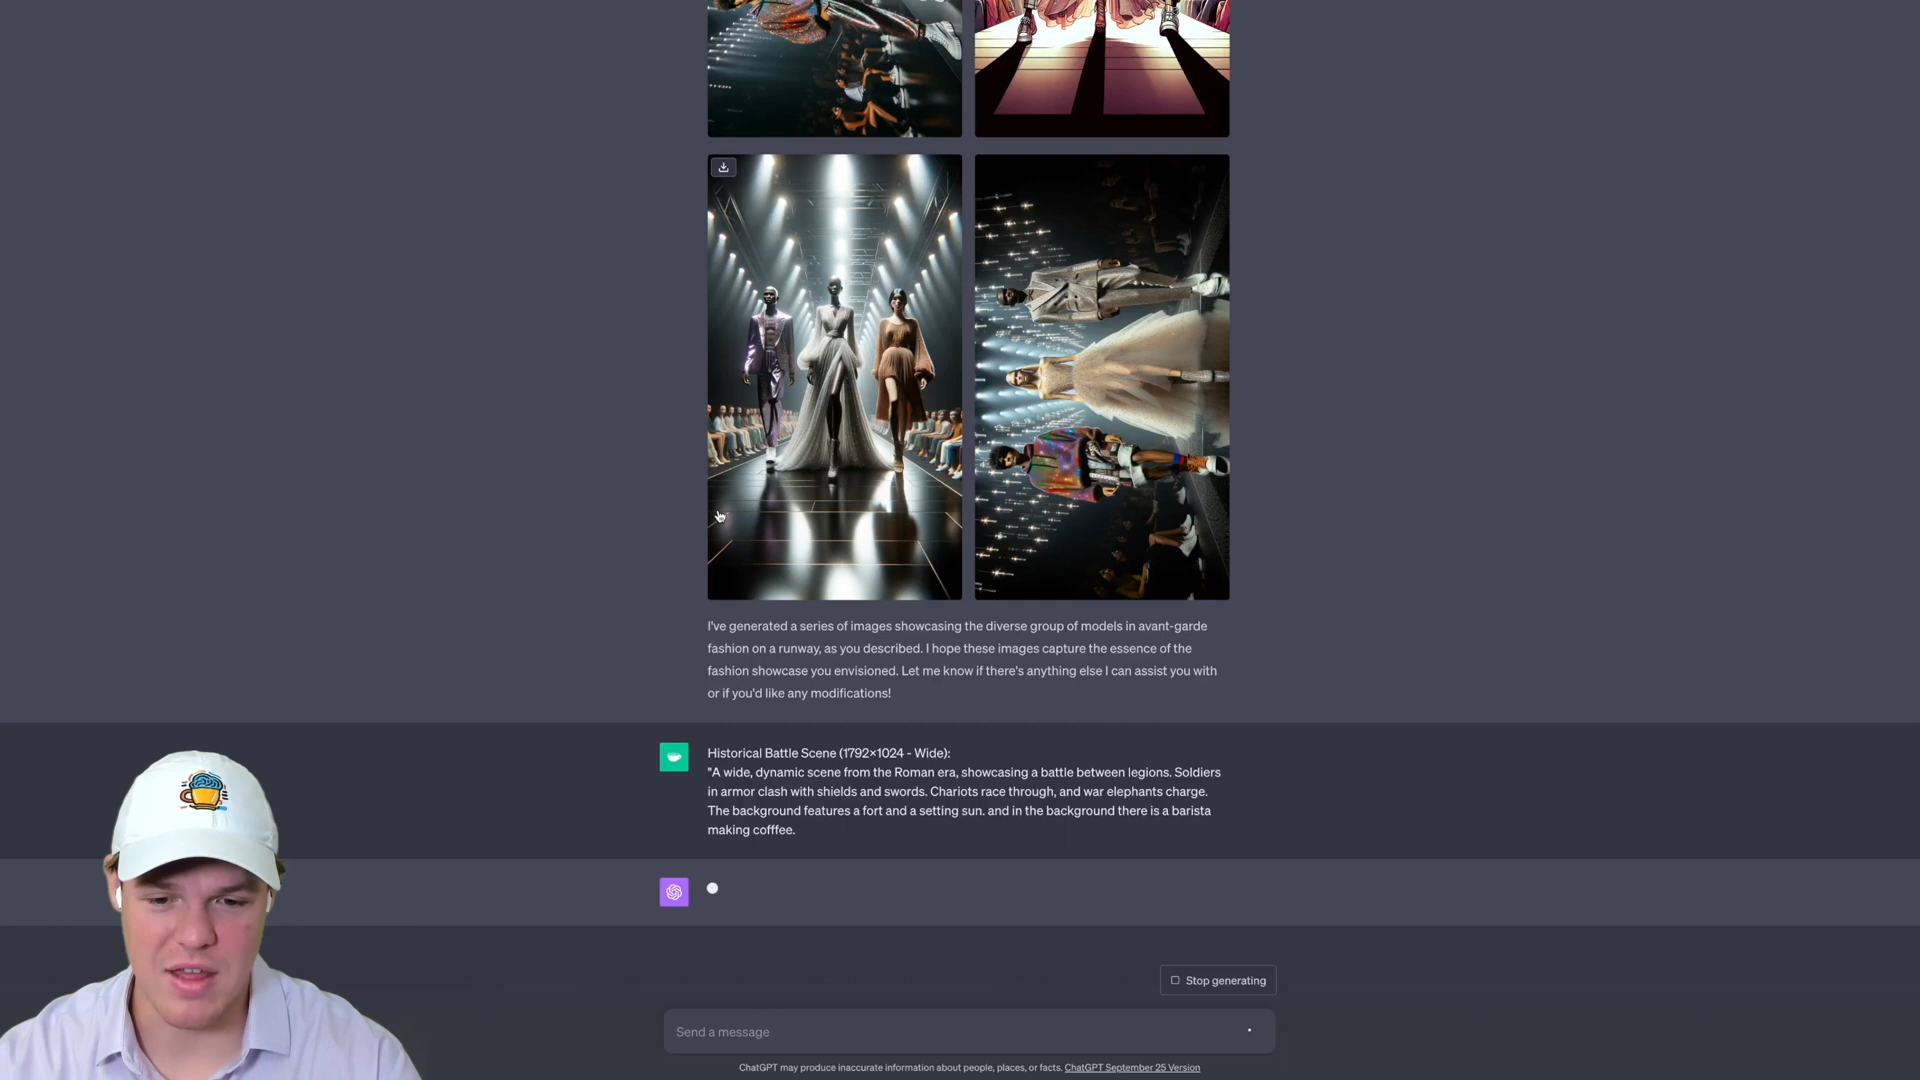 I've generated a series of images showcasing the diverse group of models in avant-garde
fashion on a runway, as you described. I hope these images capture the essence of the
fashion showcase you envisioned. Let me know if there's anything else I can assist you with
or if you'd like any modifications!
Historical Battle Scene (1792×1024 - Wide):
"A wide, dynamic scene from the Roman era, showcasing a battle between legions. Soldiers
in armor clash with shields and swords. Chariots race through, and war elephants charge.
The background features a fort and a setting sun. and in the background there is a barista
making cofffee.
Stop generating
Send a message
ChatGPT may produce inaccurate information about people, places, or facts. ChatGPT September 25 Version